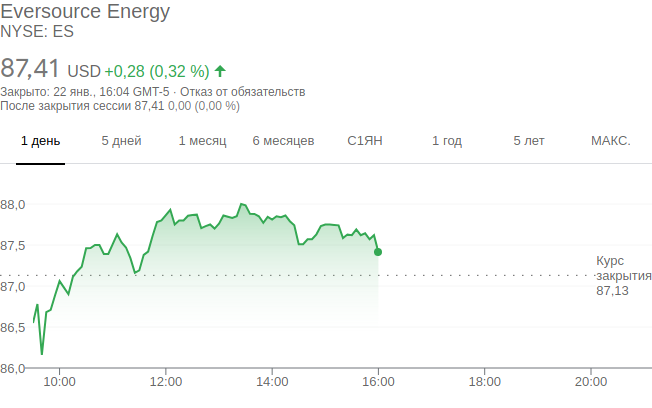 Eversource Energy
NYSE: ES
87,41 USD +0,28 (0,32 %)
Закрыто: 22 янв., 16:04 GMT-5 · Отказ от обязательств
После закрытия сессии 87,41 0,00 (0,00 %)
1 день 5 дней 1 месяц 6 месяцев С1ЯН 1 год 5 лет МАКС.
88,0
87,5
Курс
закрытия
87,13
87,0
86,5
86,0
10:00 12:00 14:00 16:00 18:00 20:00